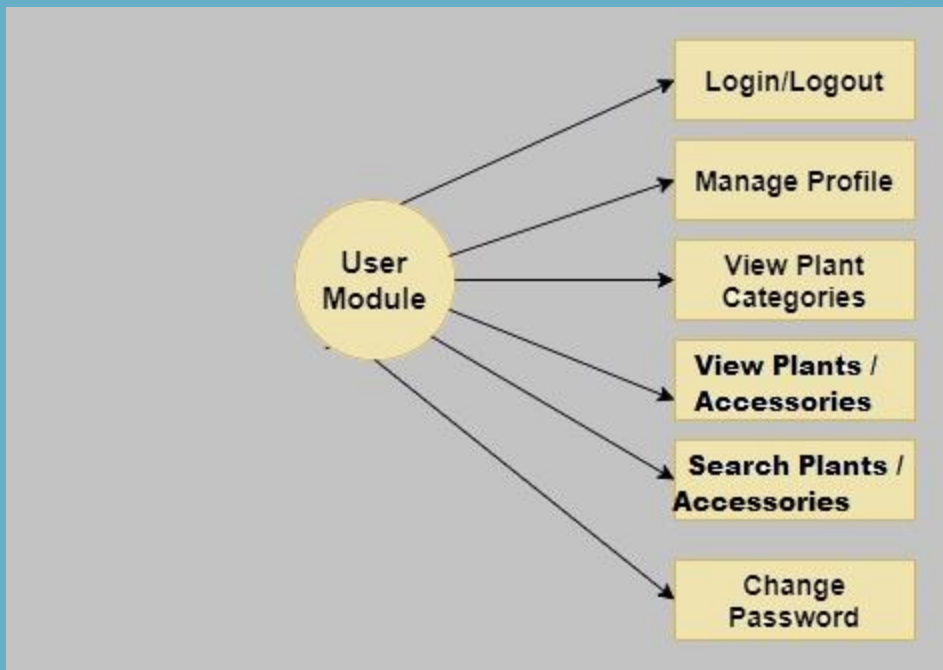 User
Module
Login/Logout
Manage Profile
View Plant
Categories
View Plants /
Accessories
Search Plants /
Accessories
Change
Password